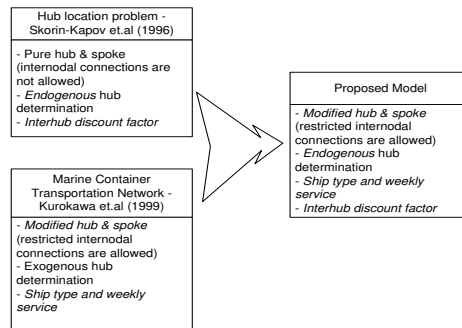 Hub location problem -
Skorin-Kapov et.al (1996)
- Pure hub & spoke
(internodal connections are
not allowed)
- Endogenous hub
determination
- Interhub discount factor
Marine Container
Transportation Network -
Kurokawa et.al (1999)
- Modified hub & spoke
(restricted internodal
connections are allowed)
- Exogenous hub
determination
- Ship type and weekly
service
Proposed Model
- Modified hub & spoke
(restricted internodal
connections are allowed)
- Endogenous hub
determination
- Ship type and weekly
service
- Interhub discount factor